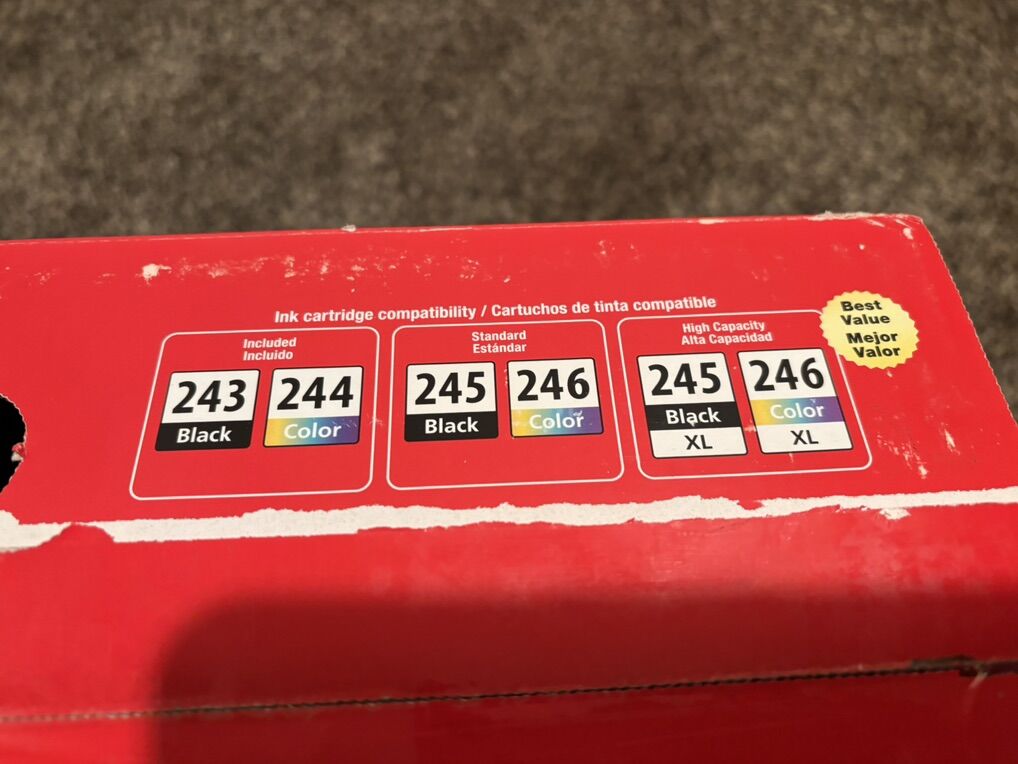 Ink cartridge compatibility / Cartuchos de tinta compatible
Included
Incluido
243
Black
244
Color
Standard
Estándar
245
Black
246
Color
High Capacity
Alta Capacidad
245
Black
XL
246
Color
XL
Best
Value
Mejor
Valor